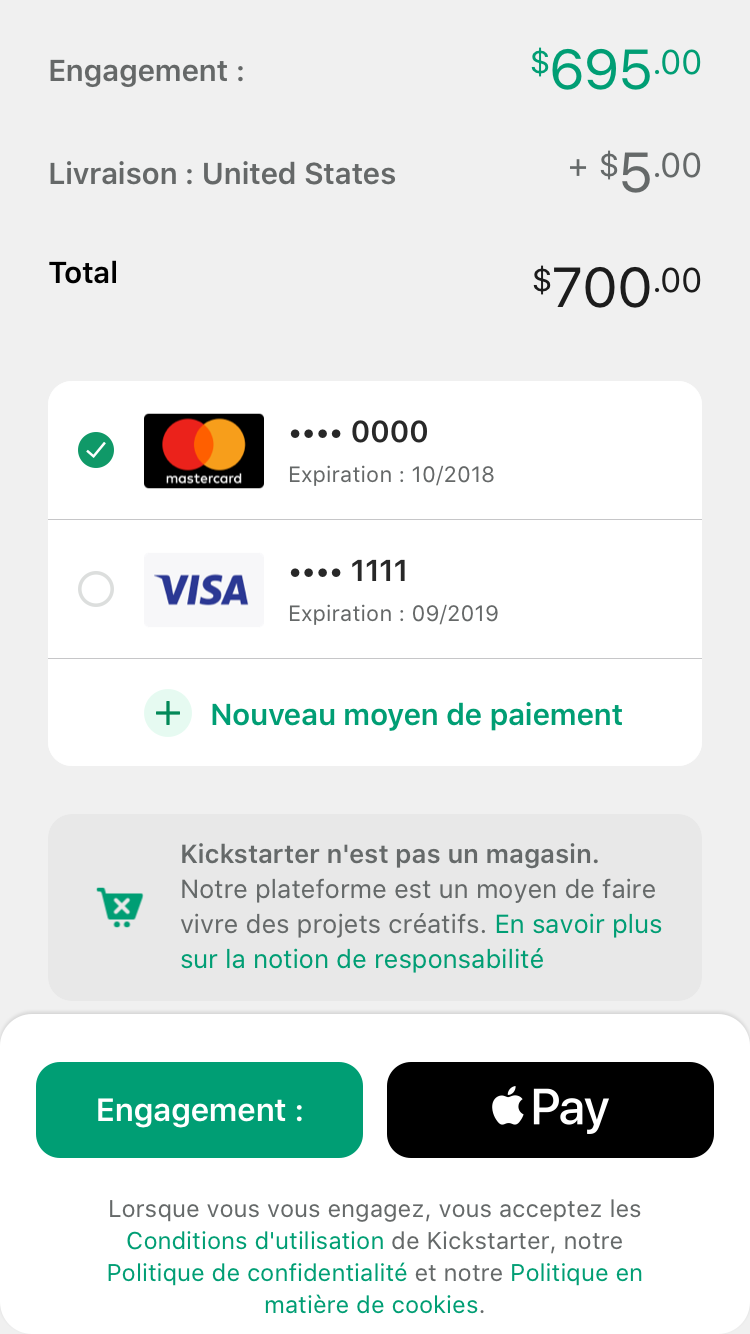 Engagement : $695.00
Livraison : United States + $5.00
Total $700.00
mastercard
•••• 0000
Expiration : 10/2018
VISA
•••• 1111
Expiration : 09/2019
+ Nouveau moyen de paiement
Kickstarter n'est pas un magasin.
Notre plateforme est un moyen de faire
vivre des projets créatifs. En savoir plus
sur la notion de responsabilité
Engagement :
Pay
Lorsque vous vous engagez, vous acceptez les
Conditions d'utilisation de Kickstarter, notre
Politique de confidentialité et notre Politique en
matière de cookies.